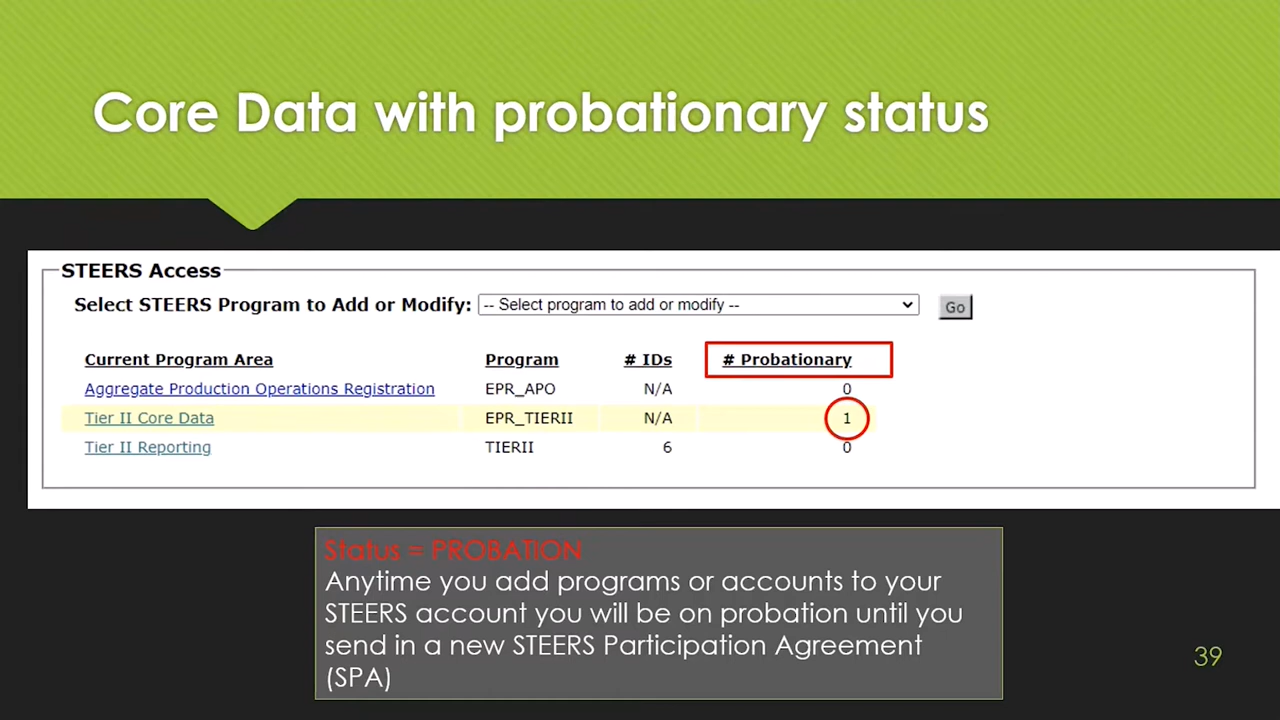 Core Data with probationary status
STEERS Access
Select STEERS Program to Add or Modify: -- Select program to add or modify -- Go
Current Program Area Program # IDs # Probationary
Aggregate Production Operations Registration EPR_APO N/A 0
Tier II Core Data EPR_TIERII N/A 1
Tier II Reporting TIERII 6 0
Status = PROBATION
Anytime you add programs or accounts to your
STEERS account you will be on probation until you
send in a new STEERS Participation Agreement
(SPA)
39